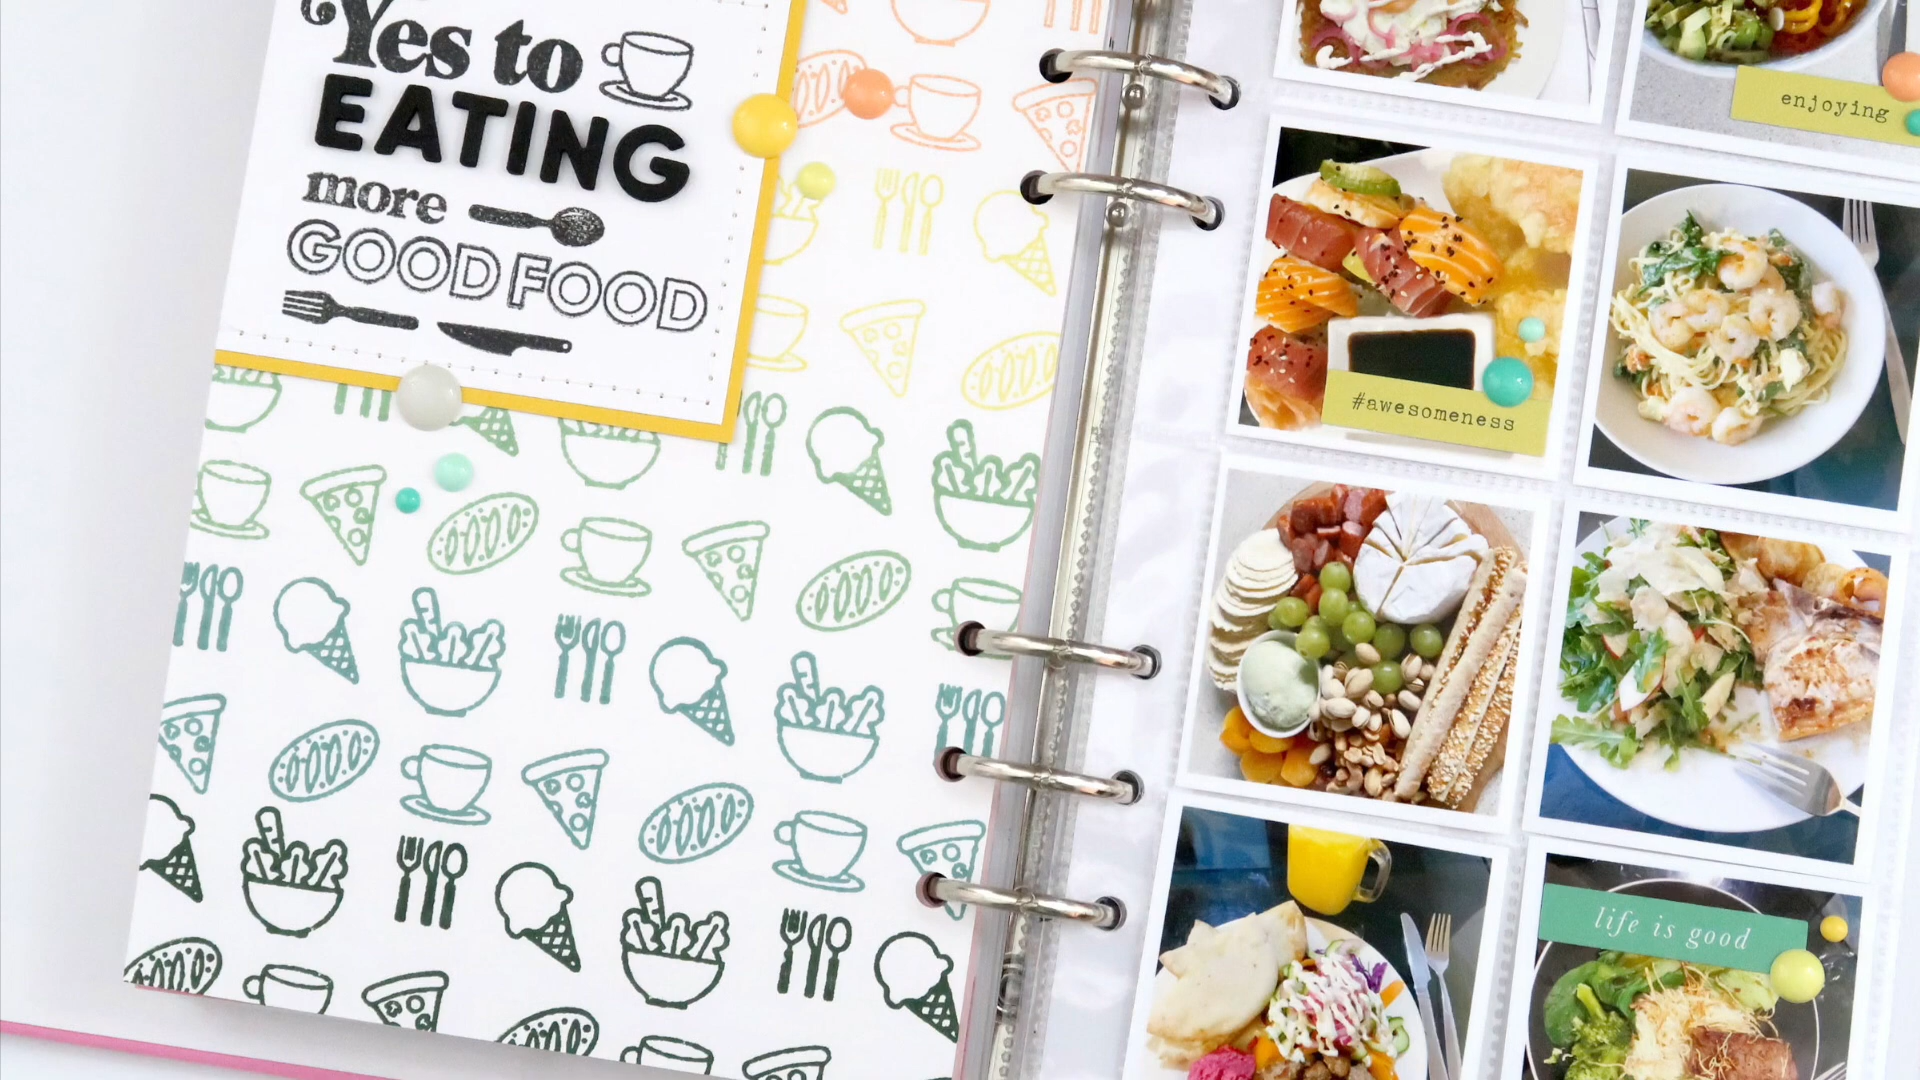 Yes to
EATING
more
GOOD FOOD
enjoying
#awesomeness
life is good